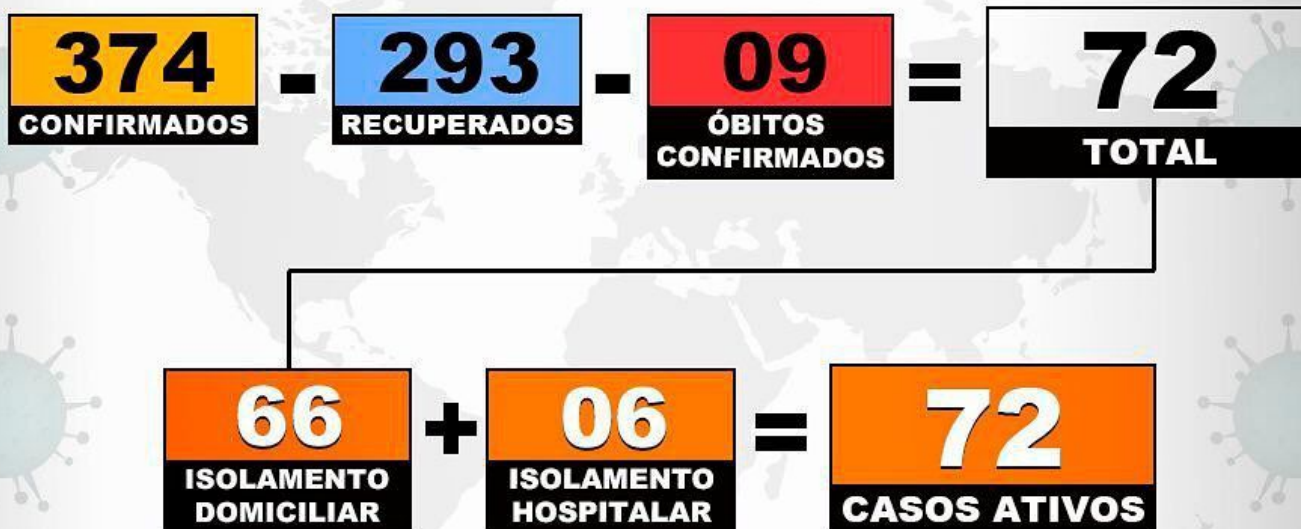 374 - 293 - 09 = 72
CONFIRMADOS RECUPERADOS ÓBITOS CONFIRMADOS TOTAL
66 + 06 = 72
ISOLAMENTO DOMICILIAR ISOLAMENTO HOSPITALAR CASOS ATIVOS